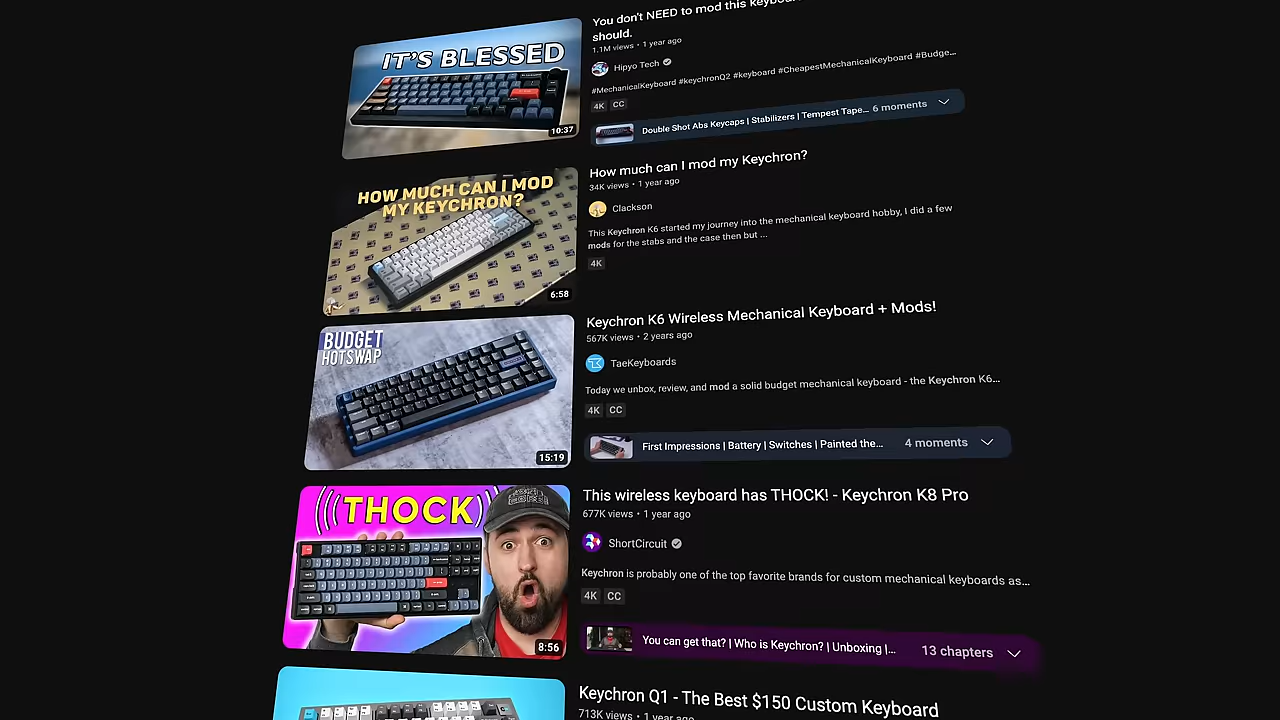 You don't NEED to mod this
should.
1.1M views • 1 year ago
Hipyo Tech
#MechanicalKeyboard #keychronQ2 #keyboard #CheapestMechanicalKeyboard #Budge...
4K CC
Double Shot Abs Keycaps | Stabilizers | Tempest Tape... 6 moments
IT'S BLESSED
10:37
How much can I mod my Keychron?
34K views • 1 year ago
Clackson
This Keychron K6 started my journey into the mechanical keyboard hobby, I did a few
mods for the stabs and the case then but ...
4K
HOW MUCH CAN I MOD
MY KEYCHRON?
6:58
Keychron K6 Wireless Mechanical Keyboard + Mods!
567K views • 2 years ago
TaeKeyboards
Today we unbox, review, and mod a solid budget mechanical keyboard - the Keychron K6...
4K CC
First Impressions | Battery | Switches | Painted the... 4 moments
BUDGET
HOTSWAP
15:19
This wireless keyboard has THOCK! - Keychron K8 Pro
677K views • 1 year ago
ShortCircuit
Keychron is probably one of the top favorite brands for custom mechanical keyboards as...
4K CC
You can get that? | Who is Keychron? | Unboxing |... 13 chapters
THOCK
8:56
Keychron Q1 - The Best $150 Custom Keyboard
713K views • 1 year ago